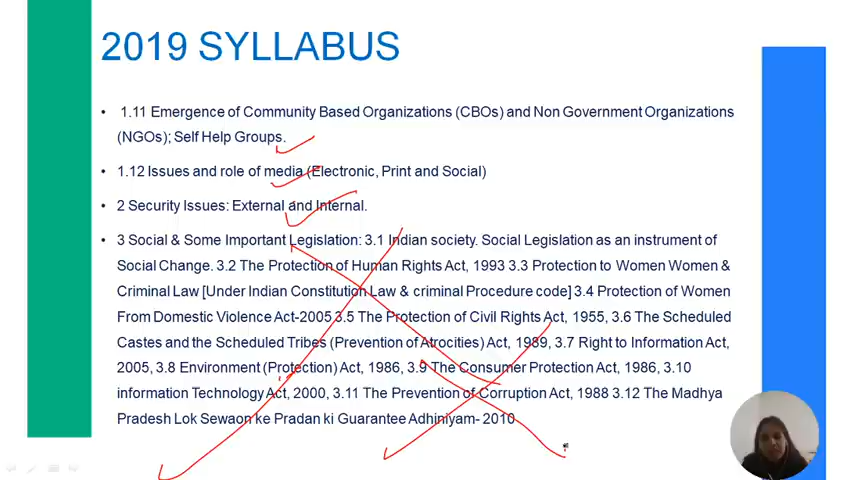 2019 SYLLABUS
• 1.11 Emergence of Community Based Organizations (CBOs) and Non Government Organizations
(NGOs); Self Help Groups.
• 1.12 Issues and role of media (Electronic, Print and Social)
• 2 Security Issues: External and Internal.
• 3 Social & Some Important Legislation: 3.1 Indian society. Social Legislation as an instrument of
Social Change. 3.2 The Protection of Human Rights Act, 1993 3.3 Protection to Women Women &
Criminal Law [Under Indian Constitution Law & criminal Procedure code] 3.4 Protection of Women
From Domestic Violence Act-2005 3.5 The Protection of Civil Rights Act, 1955, 3.6 The Scheduled
Castes and the Scheduled Tribes (Prevention of Atrocities) Act, 1989, 3.7 Right to Information Act,
2005, 3.8 Environment (Protection) Act, 1986, 3.9 The Consumer Protection Act, 1986, 3.10
information Technology Act, 2000, 3.11 The Prevention of Corruption Act, 1988 3.12 The Madhya
Pradesh Lok Sewaon ke Pradan ki Guarantee Adhiniyam- 2010